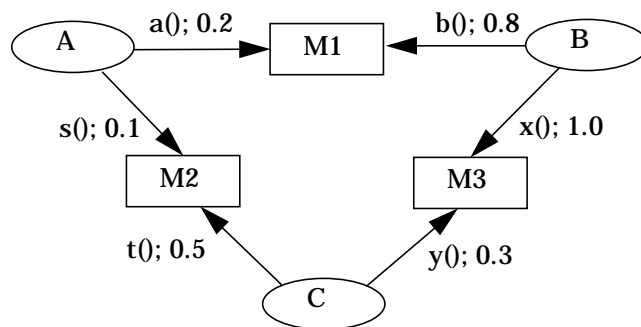 A
a(); 0.2
M1
b(); 0.8
B
s(); 0.1
x(); 1.0
M2
M3
t(); 0.5
y(); 0.3
C